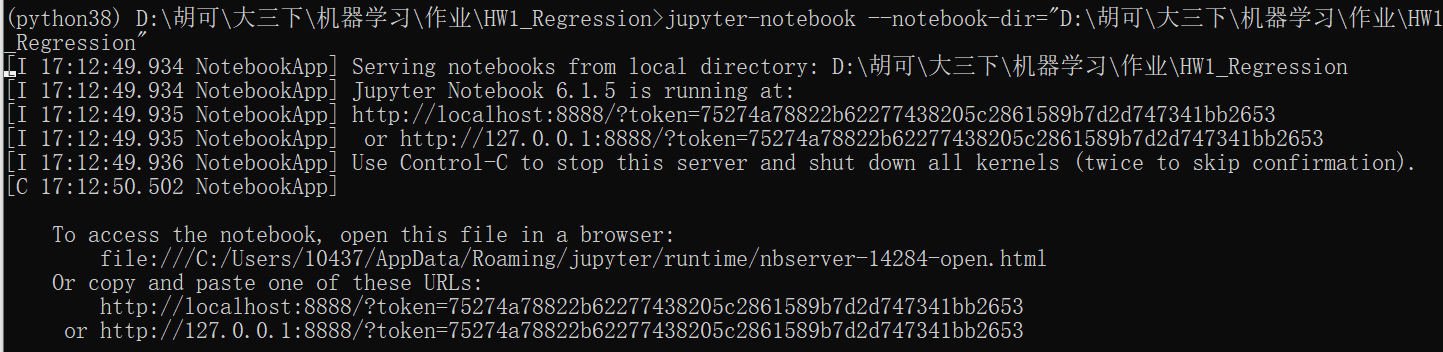 (python38) D:\胡可\大三下\机器学习\作业\HW1_Regression>jupyter-notebook --notebook-dir="D:\胡可\大三下\机器学习\作业\HW1
_Regression"
[I 17:12:49.934 NotebookApp] Serving notebooks from local directory: D:\胡可\大三下\机器学习\作业\HW1_Regression
[I 17:12:49.934 NotebookApp] Jupyter Notebook 6.1.5 is running at:
[I 17:12:49.935 NotebookApp] http://localhost:8888/?token=75274a78822b62277438205c2861589b7d2d747341bb2653
[I 17:12:49.935 NotebookApp]  or http://127.0.0.1:8888/?token=75274a78822b62277438205c2861589b7d2d747341bb2653
[I 17:12:49.936 NotebookApp] Use Control-C to stop this server and shut down all kernels (twice to skip confirmation).
[C 17:12:50.502 NotebookApp]
To access the notebook, open this file in a browser:
file:///C:/Users/10437/AppData/Roaming/jupyter/runtime/nbserver-14284-open.html
Or copy and paste one of these URLs:
http://localhost:8888/?token=75274a78822b62277438205c2861589b7d2d747341bb2653
or http://127.0.0.1:8888/?token=75274a78822b62277438205c2861589b7d2d747341bb2653